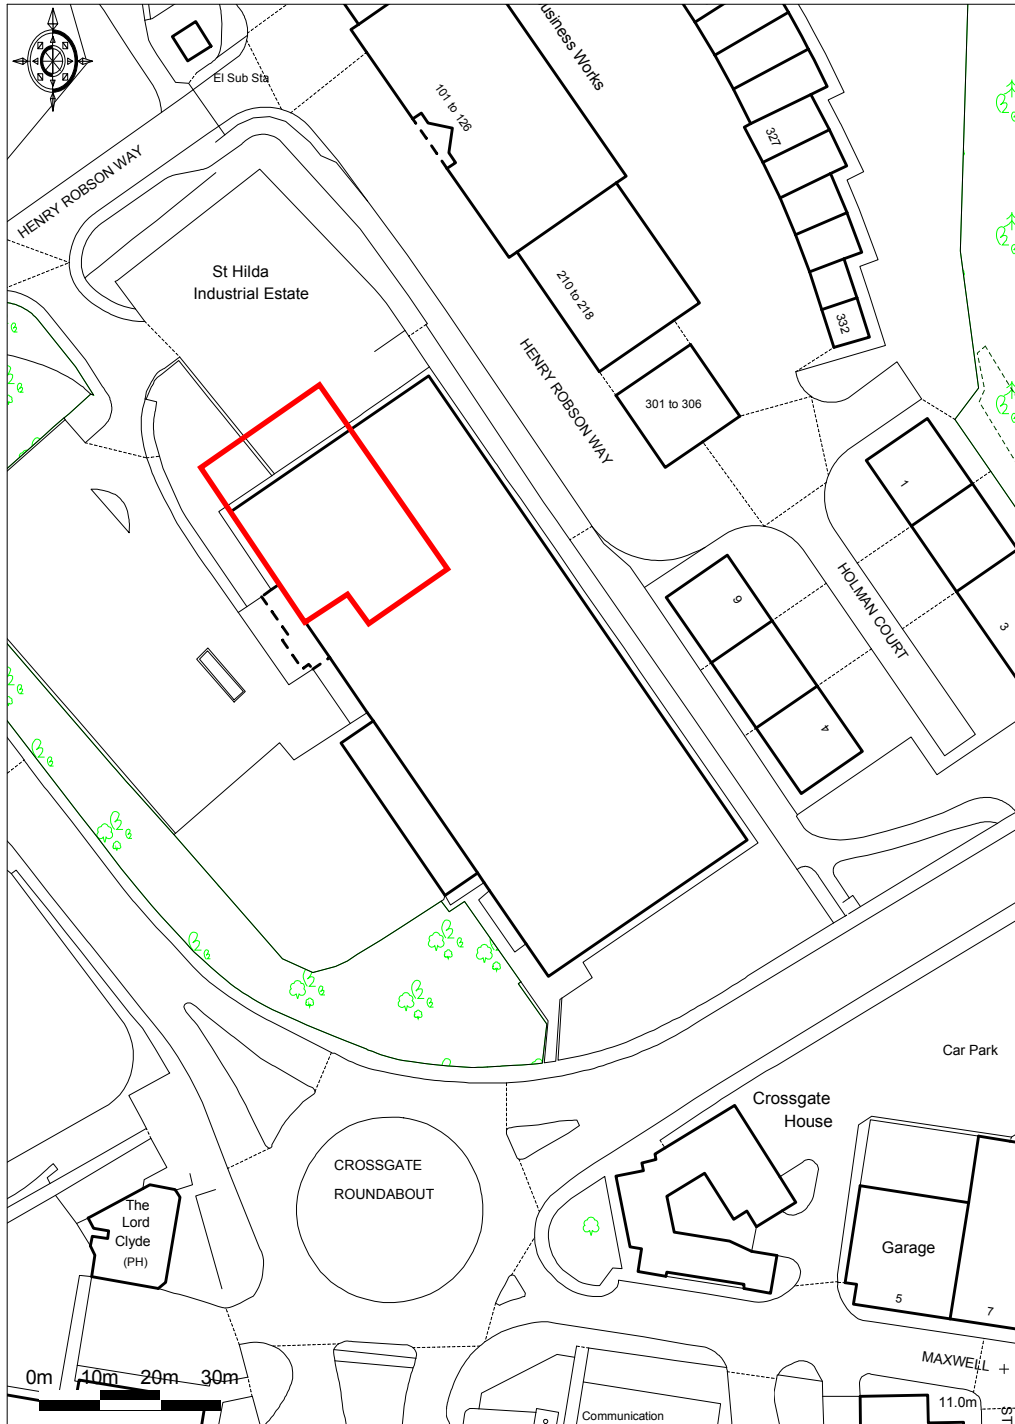 usiness Works
El Sub Sta
101 to 126
327
HENRY ROBSON WAY
St Hilda
Industrial Estate
210 to 218
332
HENRY ROBSON WAY
301 to 306
1
HOLMAN COURT
9
3
4
Car Park
Crossgate
House
CROSSGATE
ROUNDABOUT
The
Lord
Clyde
(PH)
Garage
5
7
MAXWELL
ST
0m 10m 20m 30m
11.0m
Communication